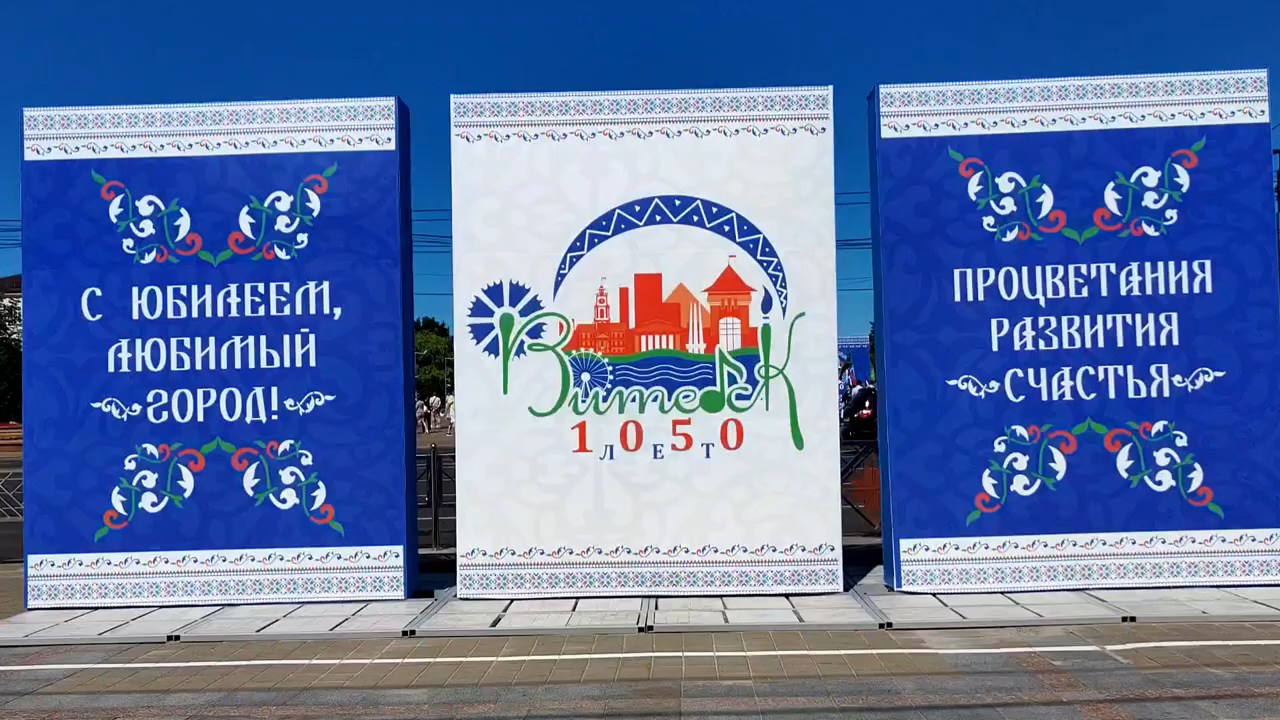 С ЮБИЛЕЕМ,
ЛЮБИМЫЙ
ГОРОД!
Витебск
1050
ЛЕТ
ПРОЦВЕТАНИЯ
РАЗВИТИЯ
СЧАСТЬЯ